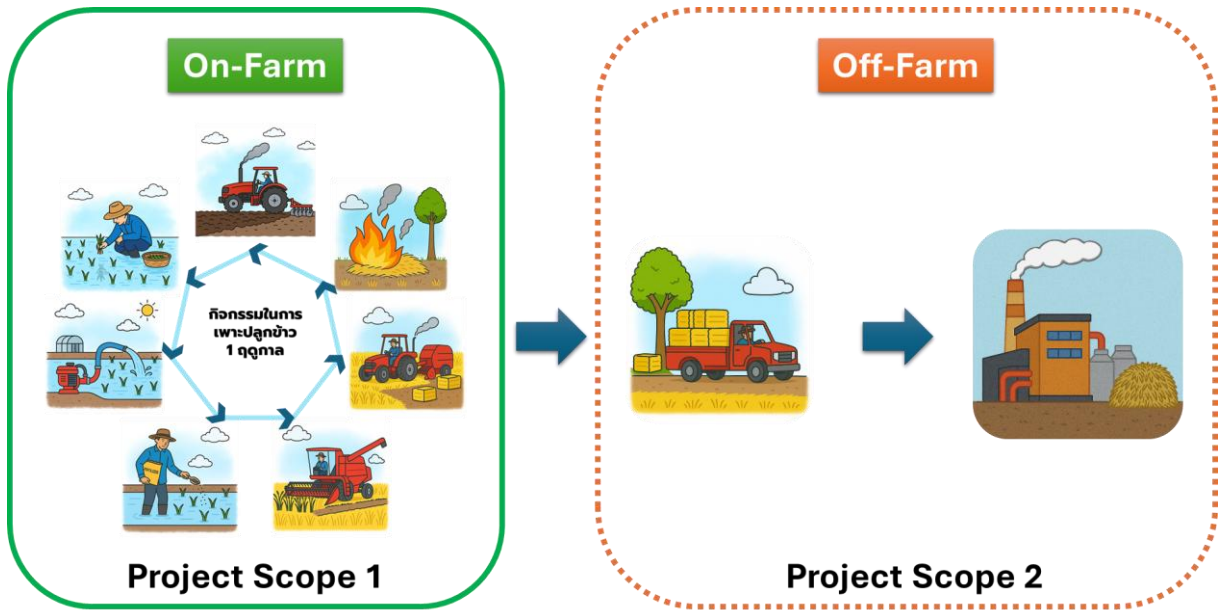 On-Farm
กิจกรรมในการ
เพาะปลูกข้าว
1 ฤดูกาล
Project Scope 1
Off-Farm
Project Scope 2